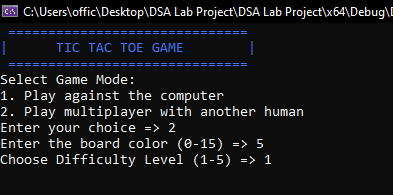 C:\Users\offic\Desktop\DSA Lab Project\DSA Lab Project\x64\Debug\
==============================
| TIC TAC TOE GAME |
==============================
Select Game Mode:
1. Play against the computer
2. Play multiplayer with another human
Enter your choice => 2
Enter the board color (0-15) => 5
Choose Difficulty Level (1-5) => 1